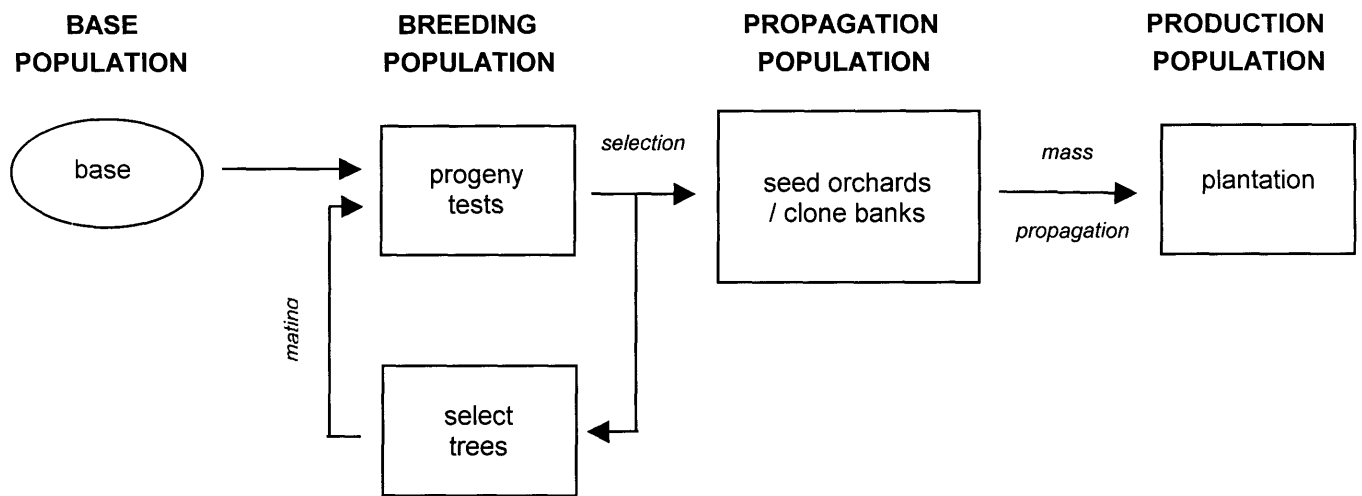 BASE
POPULATION
BREEDING
POPULATION
PROPAGATION
POPULATION
PRODUCTION
POPULATION
base
progeny
tests
selection
seed orchards
/ clone banks
mass
propagation
plantation
mating
select
trees